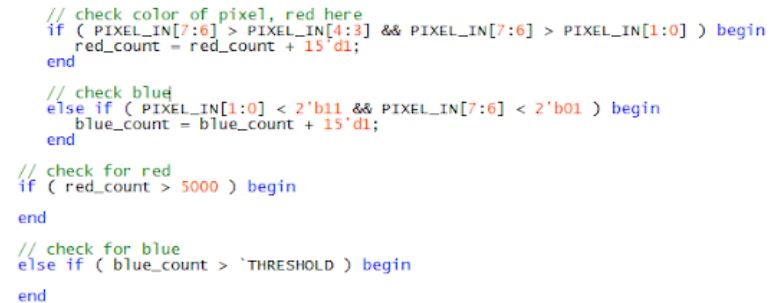 // check color of pixel, red here
if ( PIXEL_IN[7:6] > PIXEL_IN[4:3] && PIXEL_IN[7:6] > PIXEL_IN[1:0] ) begin
red_count = red_count + 15'd1;
end
// check blue
else if ( PIXEL_IN[1:0] < 2'b11 && PIXEL_IN[7:6] < 2'b01 ) begin
blue_count = blue_count + 15'd1;
end
// check for red
if ( red_count > 5000 ) begin
end
// check for blue
else if ( blue_count > `THRESHOLD ) begin
end